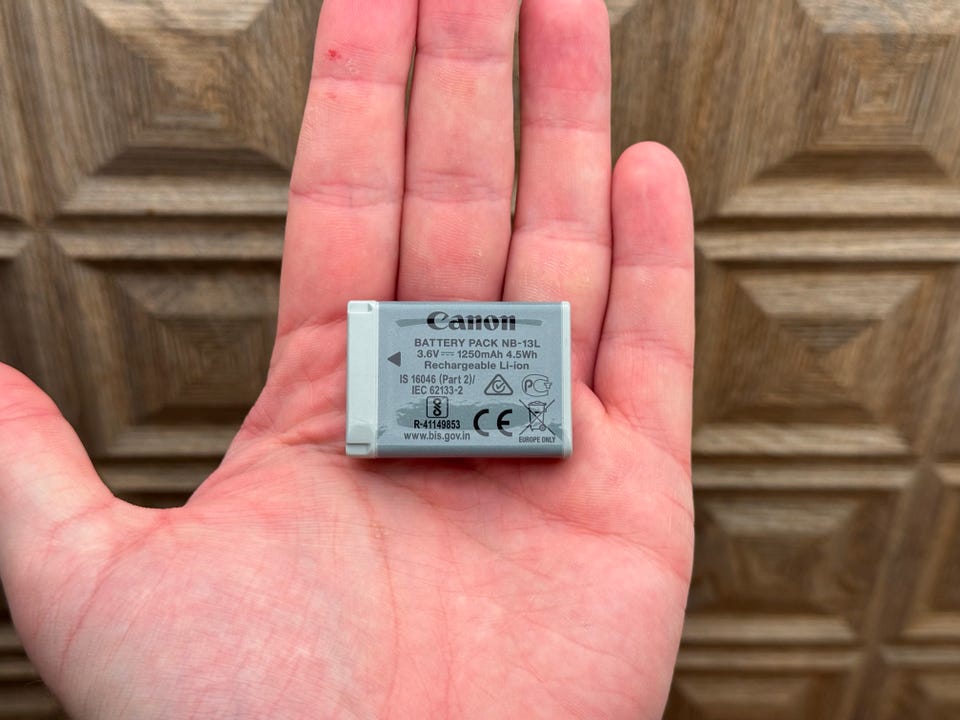 Canon
BATTERY PACK NB-13L
3.6V⎓ 1250mAh 4.5Wh
Rechargeable Li-ion
IS 16046 (Part 2)/
IEC 62133-2
R-41149853
www.bis.gov.in
CE
EUROPE ONLY